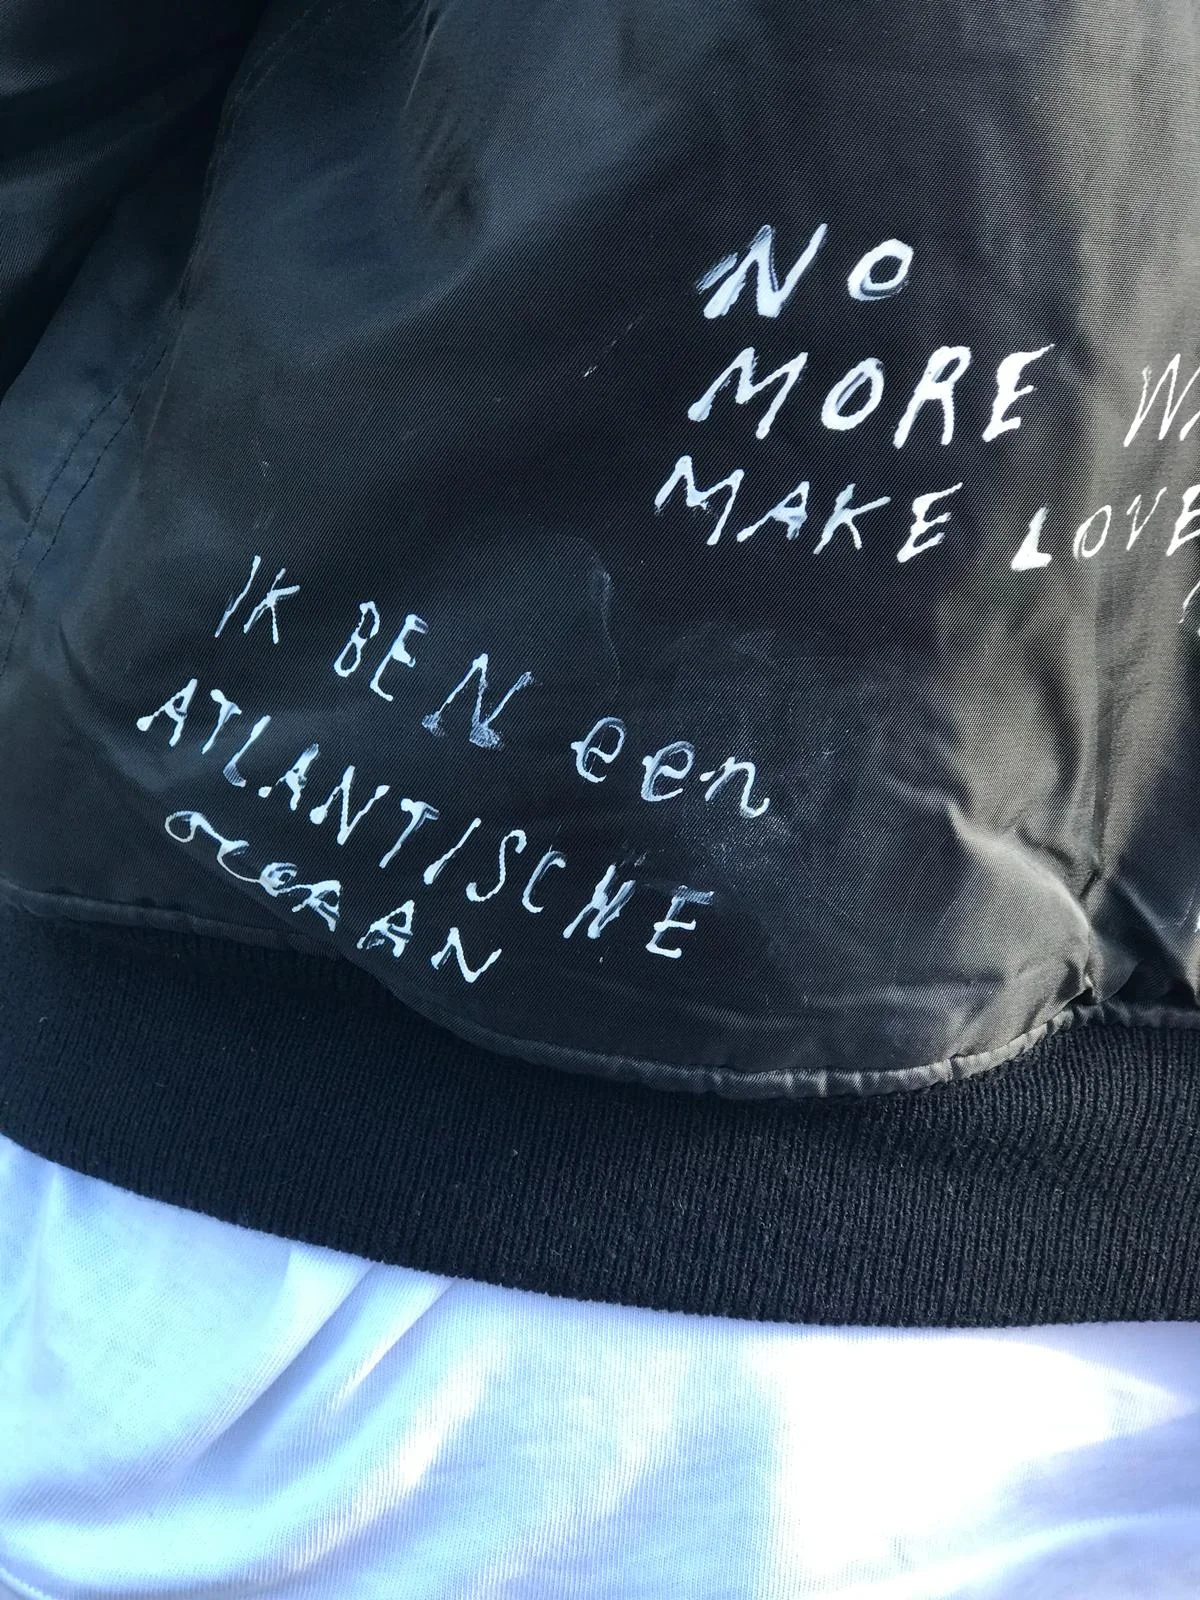 NO
MORE
MAKE LOVE
IK BEN een
ATLANTISCHE
oceAAN